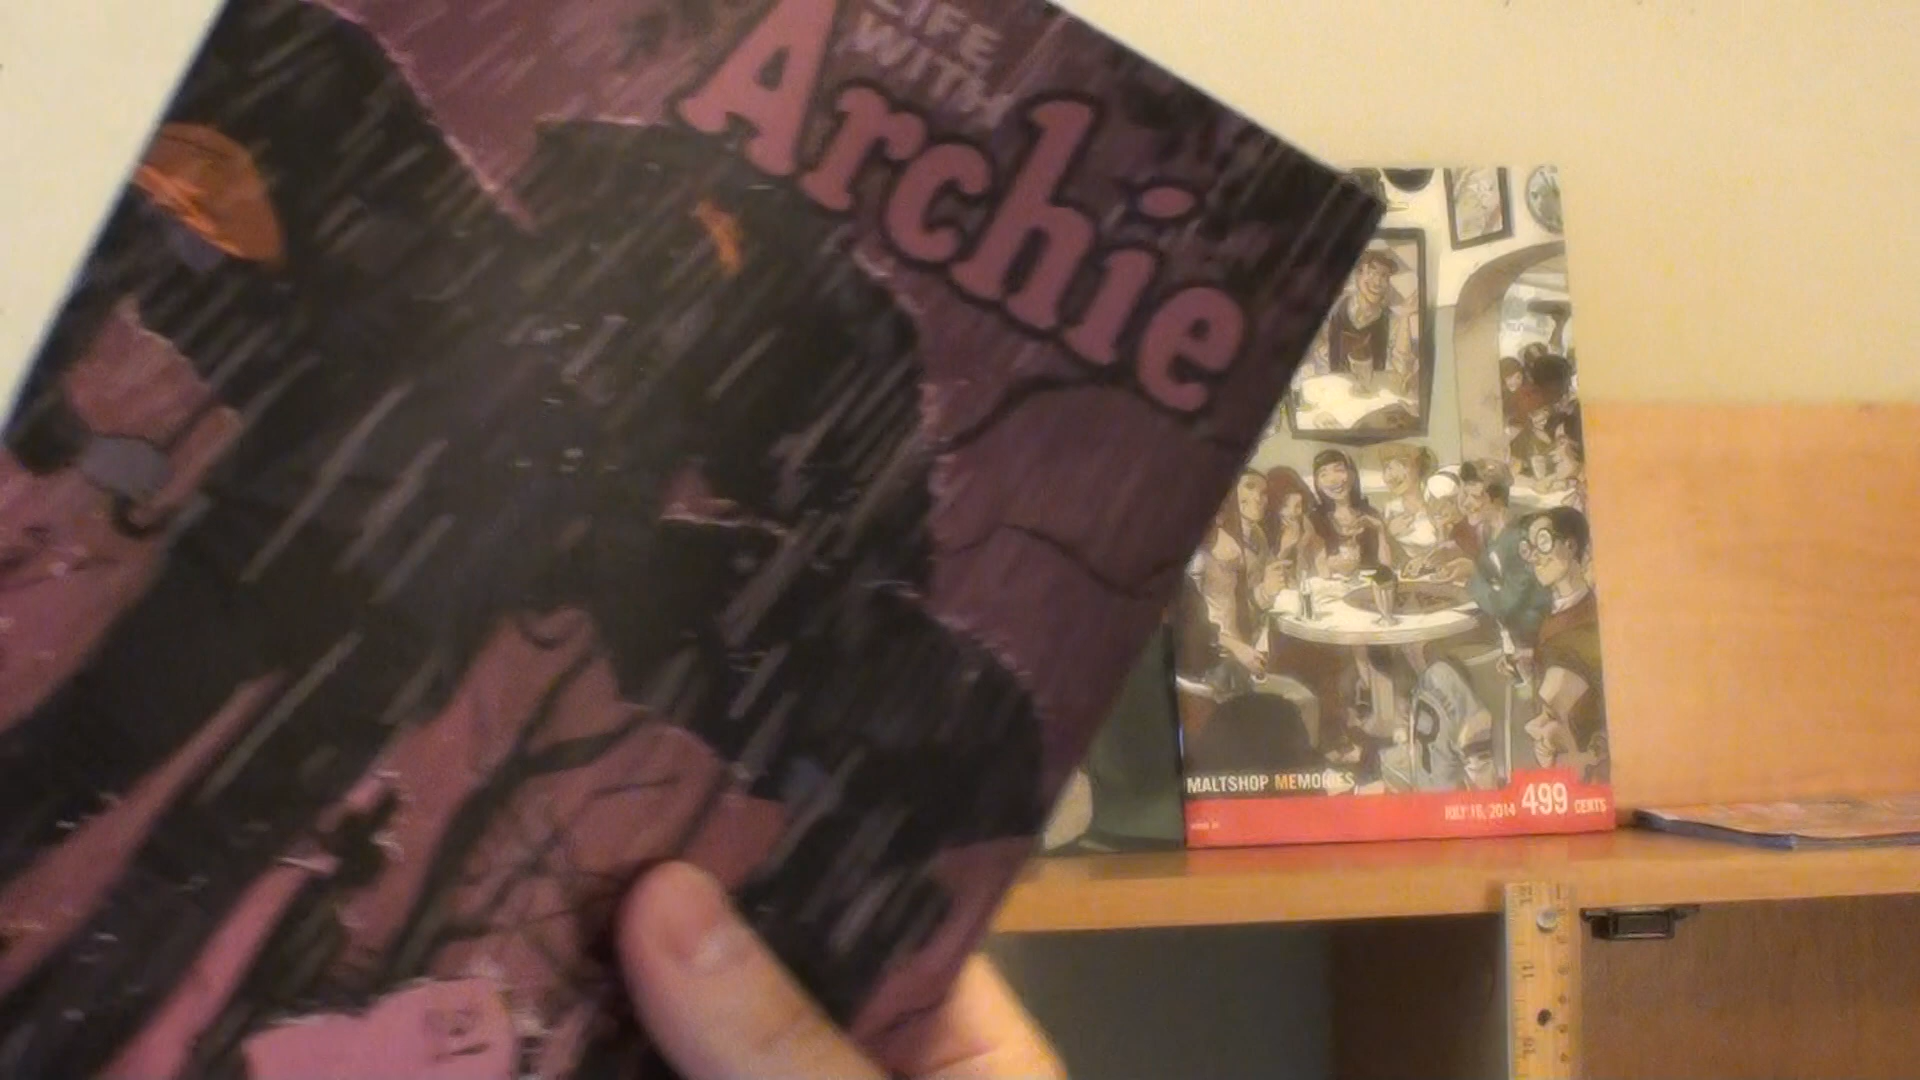 LIFE
WITH
Archie
R
MALTSHOP MEMORIES
JULY 16, 2014 499 CENTS